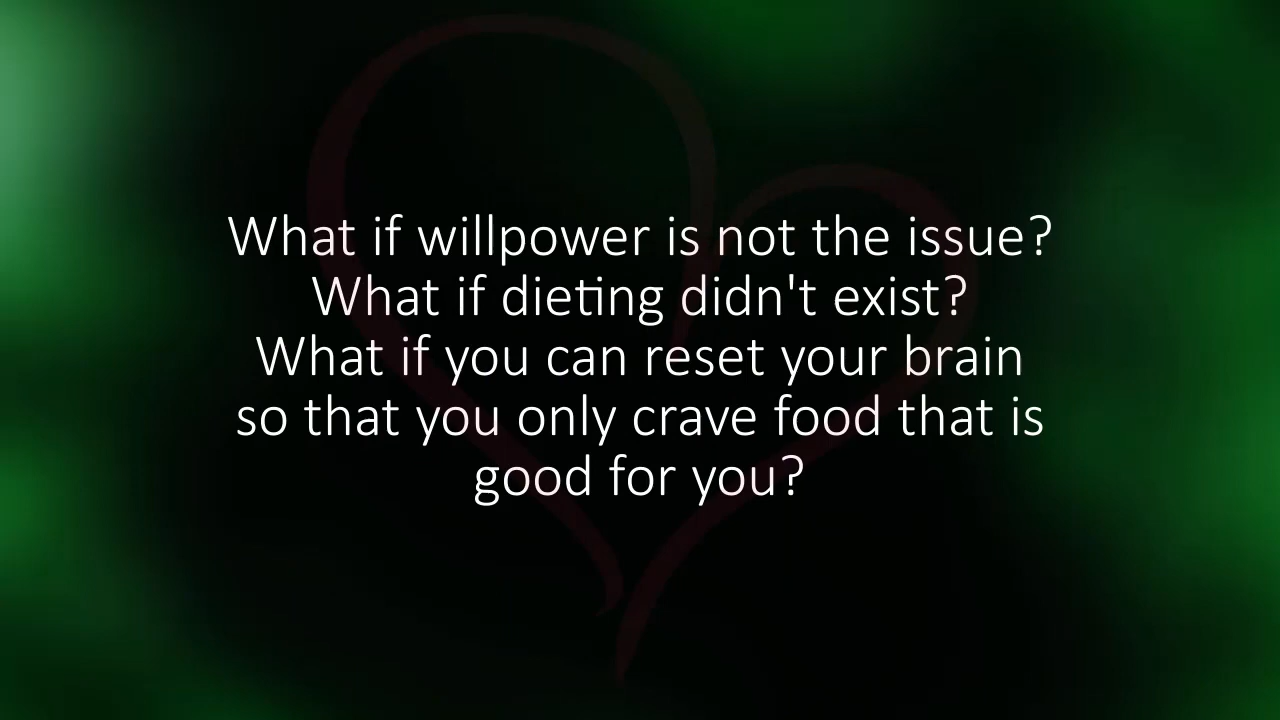 What if willpower is not the issue?
What if dieting didn't exist?
What if you can reset your brain
so that you only crave food that is
good for you?